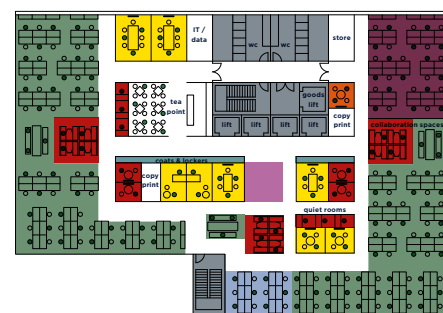 IT /
data
wc
wc
store
goods
lift
tea
point
copy
print
lift
lift
lift
lift
collaboration spaces
coats & lockers
copy
print
quiet rooms